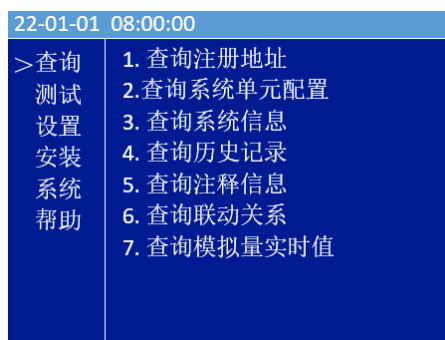 22-01-01 08:00:00
>查询
测试
设置
安装
系统
帮助
1. 查询注册地址
2.查询系统单元配置
3. 查询系统信息
4. 查询历史记录
5. 查询注释信息
6. 查询联动关系
7. 查询模拟量实时值